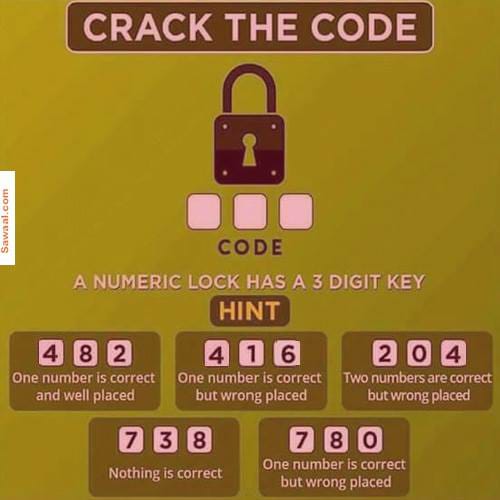 CRACK THE CODE
Sawaal.com
CODE
A NUMERIC LOCK HAS A 3 DIGIT KEY
HINT
4 8 2
One number is correct
and well placed
4 1 6
One number is correct
but wrong placed
2 0 4
Two numbers are correct
but wrong placed
7 3 8
Nothing is correct
7 8 0
One number is correct
but wrong placed